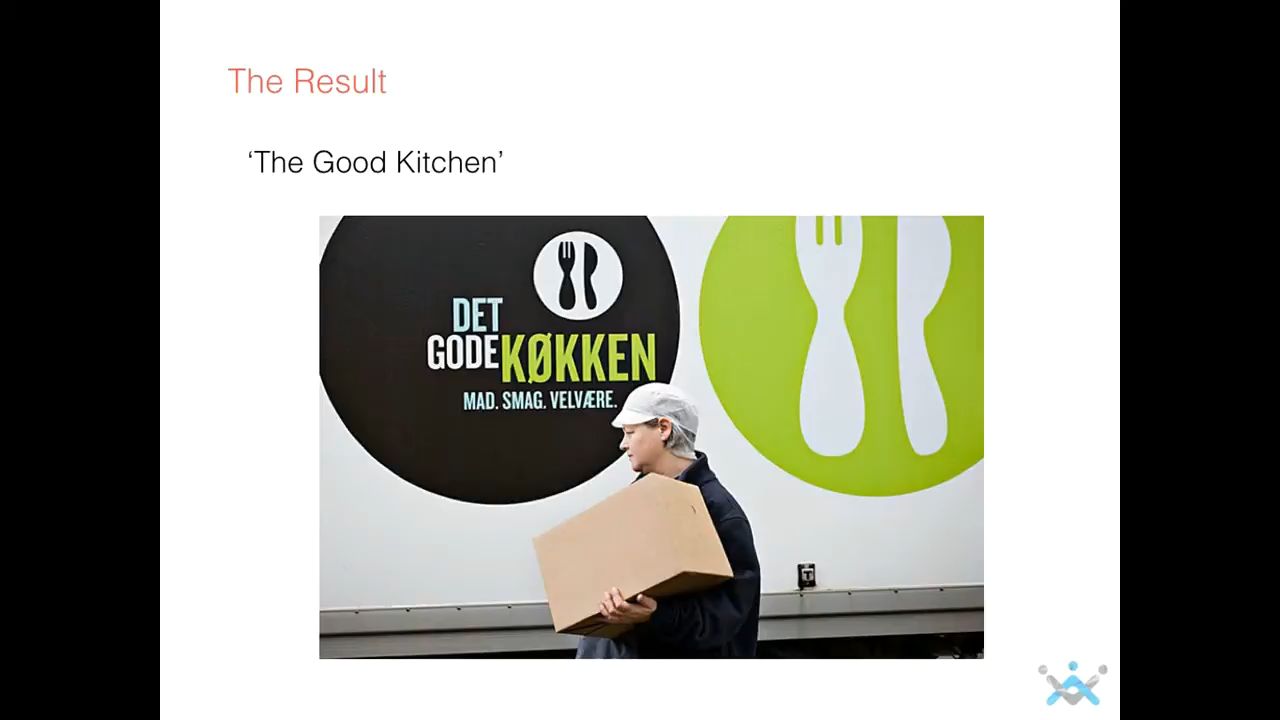 The Result
‘The Good Kitchen’
DET
GODE KØKKEN
MAD. SMAG. VELVÆRE.
T